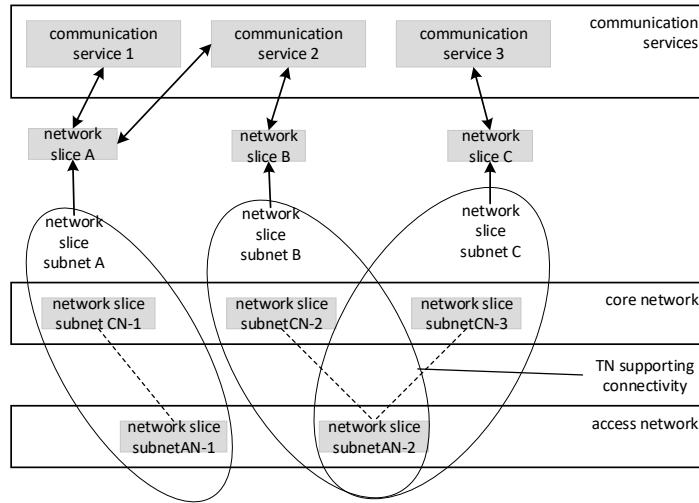 communication
service 1
communication
service 2
communication
service 3
communication
services
network
slice A
network
slice B
network
slice C
network
slice
subnet A
network
slice
subnet B
network
slice
subnet C
network slice
subnet CN-1
network slice
subnetCN-2
network slice
subnetCN-3
core network
TN supporting
connectivity
network slice
subnetAN-1
network slice
subnetAN-2
access network